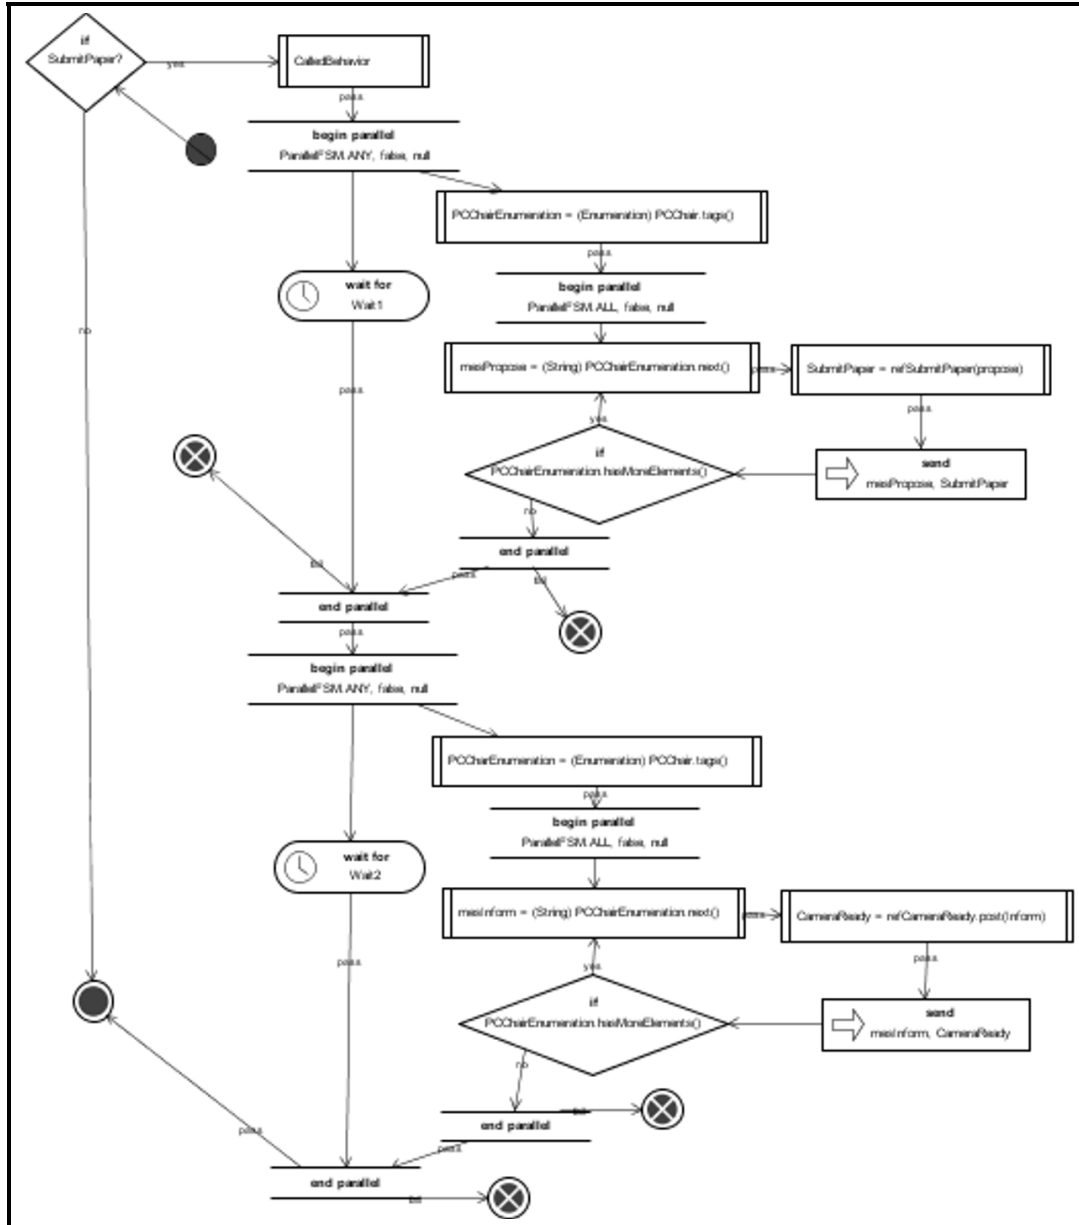 if
SubmitPaper?
yes
CalledBehavior
pass
begin parallel
ParallelFSM.ANY, false, null
PCChairEnumeration = (Enumeration) PCChair.tags()
pass
wait for
Wait1
begin parallel
ParallelFSM.ALL, false, null
no
mesPropose = (String) PCChairEnumeration.next()
pass
SubmitPaper = refSubmitPaper(propose)
pass
pass
yes
if
PCChairEnumeration.hasMoreElements()
send
mesPropose, SubmitPaper
no
end parallel
fail
pass
fail
end parallel
pass
begin parallel
ParallelFSM.ANY, false, null
PCCharEnumeration = (Enumeration) PCChair.tags()
pass
begin parallel
ParallelFSM.ALL, false, null
wait for
Wait2
mesInform = (String) PCChairEnumeration.next()
pass
CameraReady = refCameraReady.post(Inform)
pass
pass
yes
if
PCChairEnumeration.hasMoreElements()
send
mesInform, CameraReady
no
fail
end parallel
pass
pass
end parallel
fail